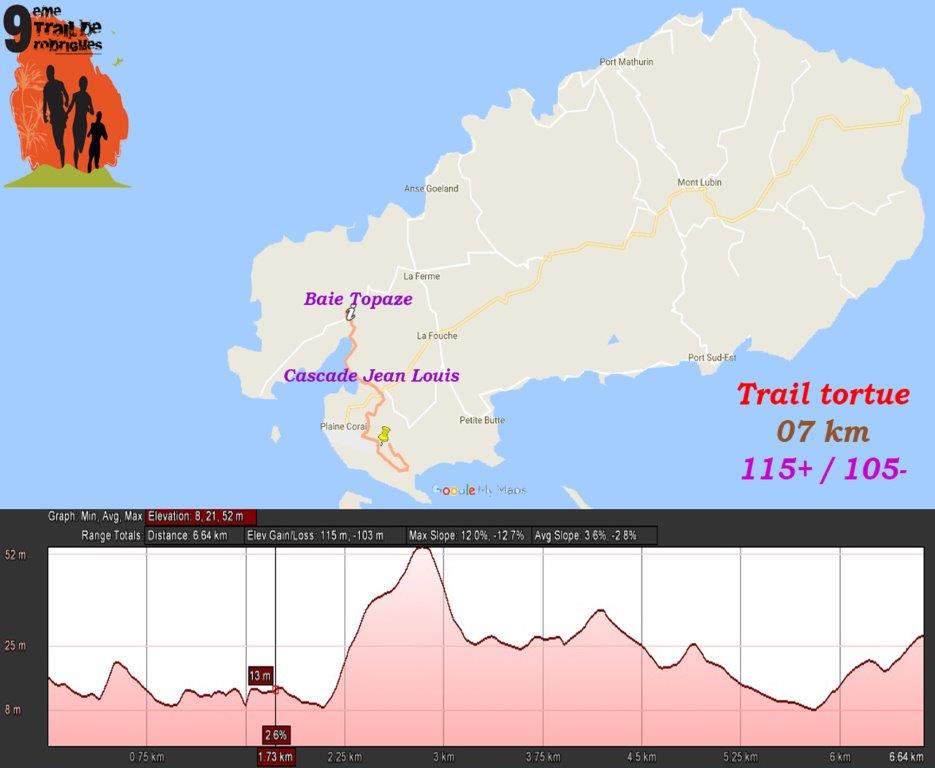 9eme
Trail De
rodrigues
Port Mathurin
Mont Lubin
Anse Goeland
La Ferme
Baie Topaze
i
La Fouche
Port Sud-Est
Cascade Jean Louis
Trail tortue
Petite Butte
Plaine Corail
07 km
115+ / 105-
Google My Maps
Graph: Min, Avg, Max Elevation: 8, 21, 52 m
Range Totals: Distance: 6.64 km Elev Gain/Loss: 115 m, -103 m Max Slope: 12.0%, -12.7% Avg Slope: 3.6%, -2.8%
52 m
25 m
13 m
8 m
2.6%
0.75 km 1.73 km 2.25 km 3 km 3.75 km 4.5 km 5.25 km 6 km 6.64 km